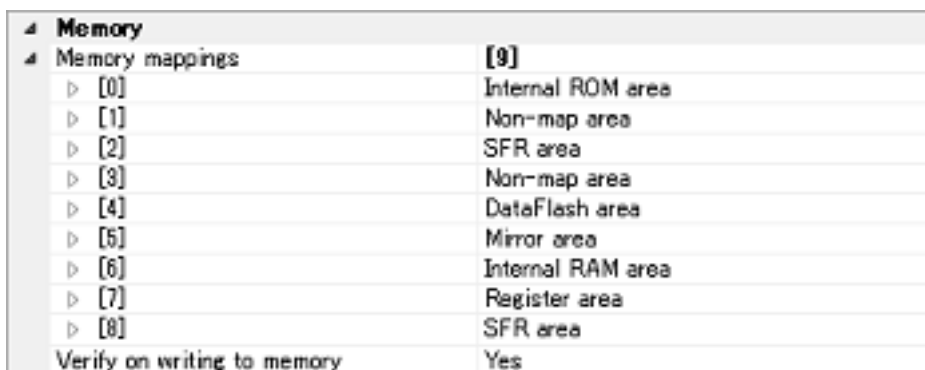 Memory
Memory mappings [9]
[0] Internal ROM area
[1] Non-map area
[2] SFR area
[3] Non-map area
[4] DataFlash area
[5] Mirror area
[6] Internal RAM area
[7] Register area
[8] SFR area
Verify on writing to memory Yes